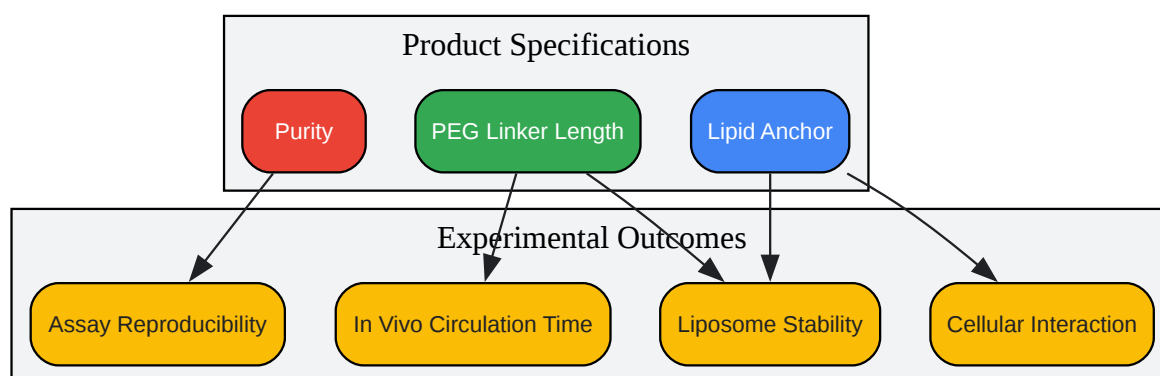 Product Specifications
Purity
PEG Linker Length
Lipid Anchor
Experimental Outcomes
Assay Reproducibility
In Vivo Circulation Time
Liposome Stability
Cellular Interaction